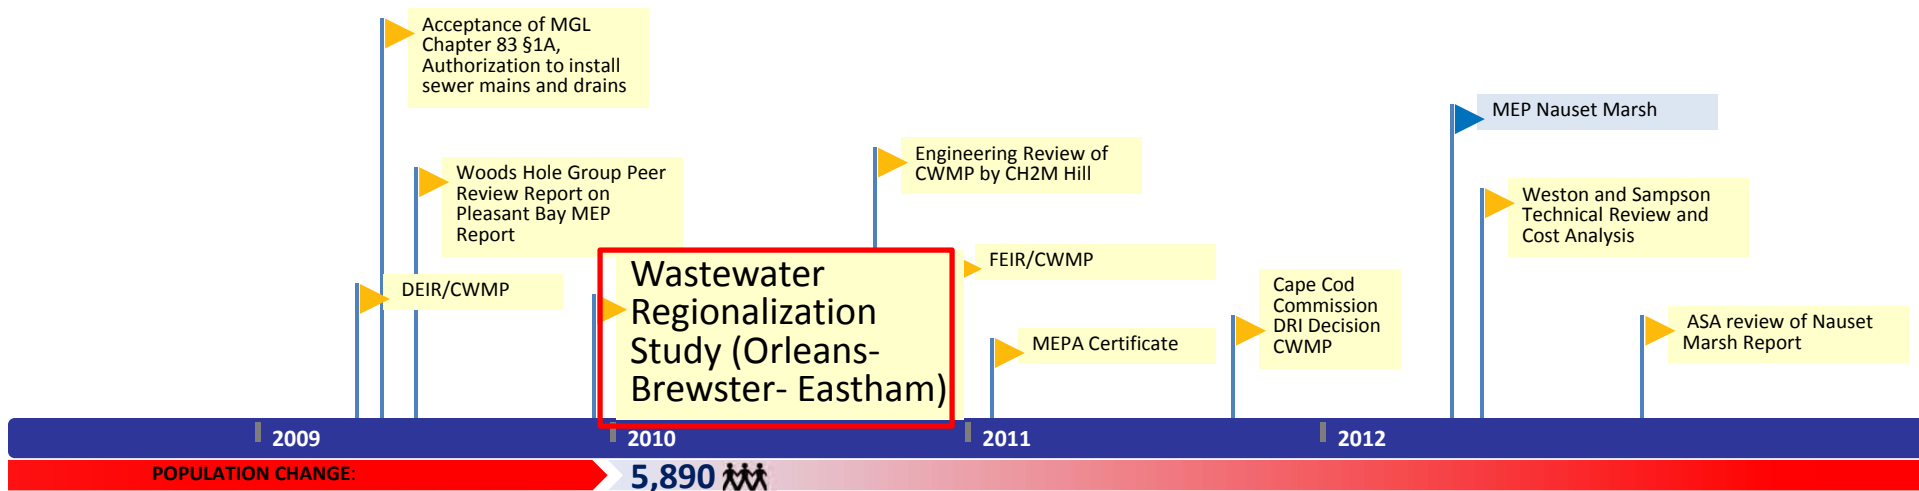 Acceptance of MGL
Chapter 83 §1A,
Authorization to install
sewer mains and drains
Woods Hole Group Peer
Review Report on
Pleasant Bay MEP
Report
DEIR/CWMP
Wastewater
Regionalization
Study (Orleans-
Brewster- Eastham)
Engineering Review of
CWMP by CH2M Hill
FEIR/CWMP
MEPA Certificate
Cape Cod
Commission
DRI Decision
CWMP
MEP Nauset Marsh
Weston and Sampson
Technical Review and
Cost Analysis
ASA review of Nauset
Marsh Report
2009
2010
2011
2012
POPULATION CHANGE:
5,890